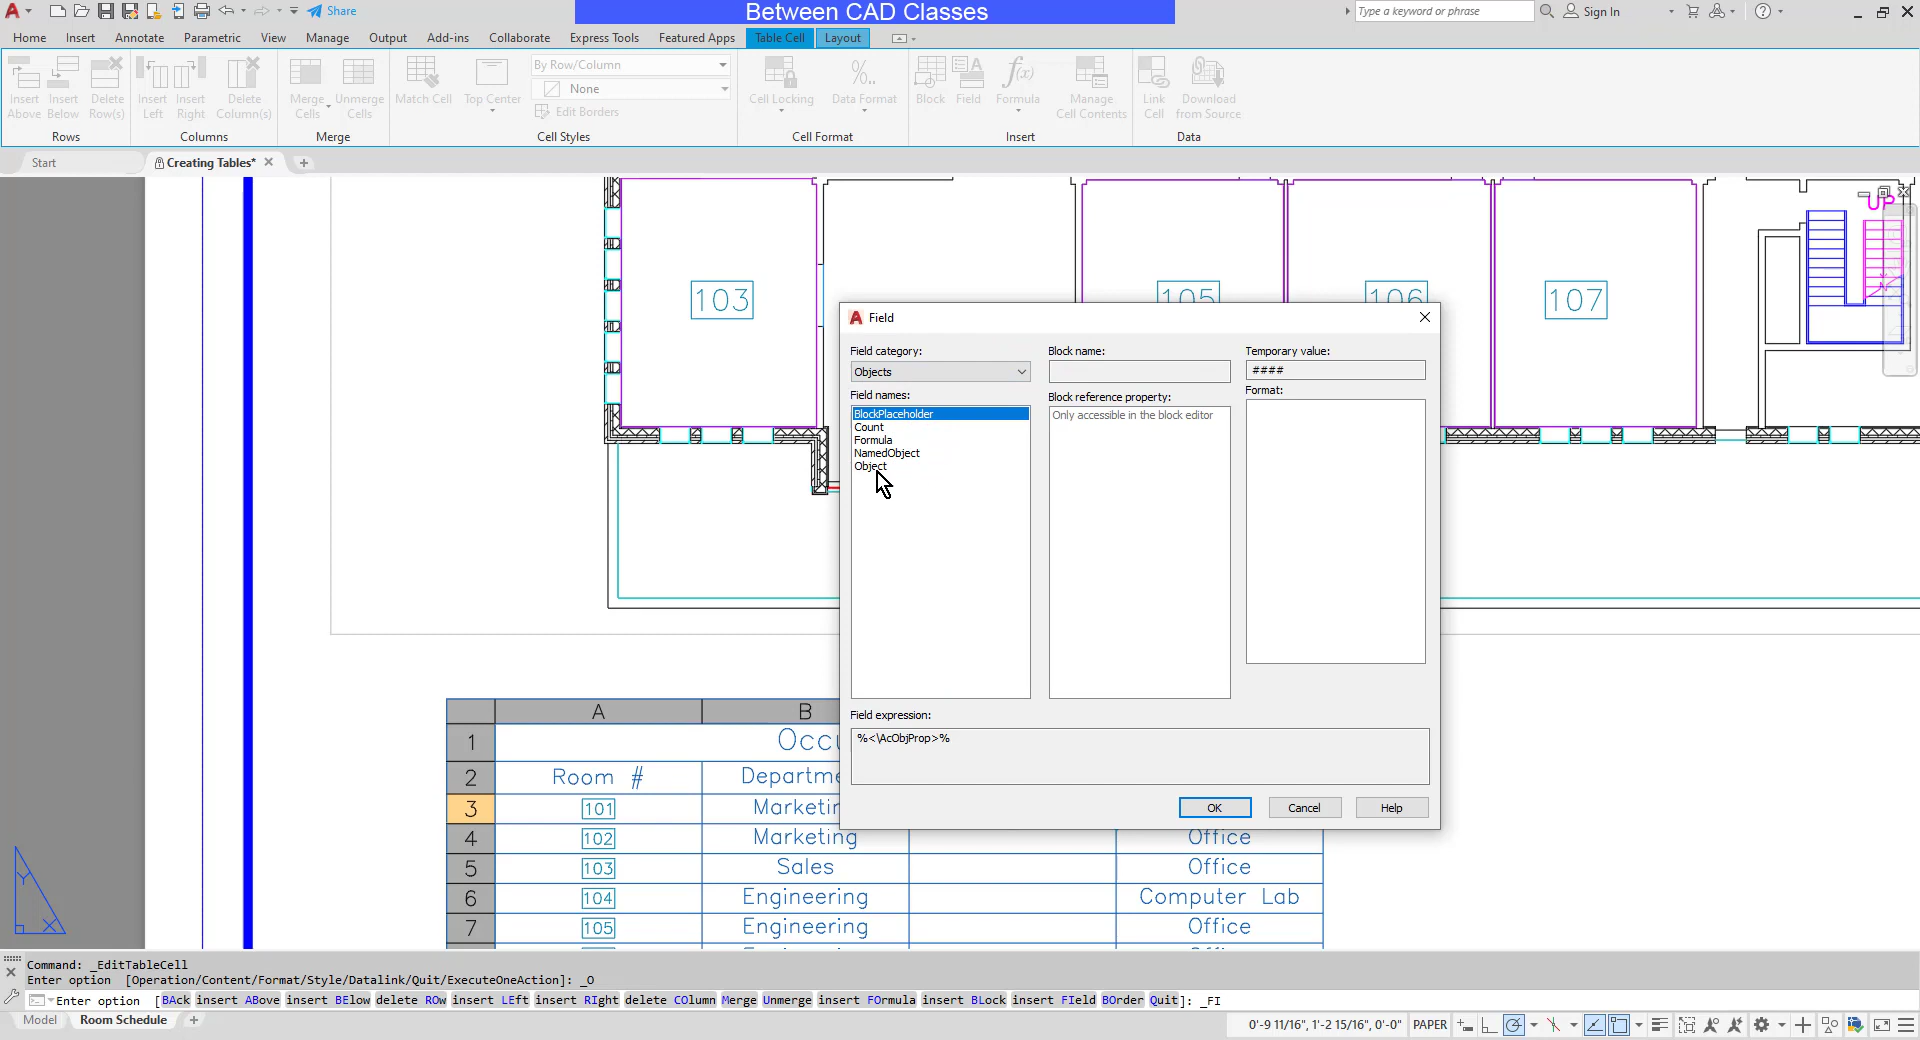 Share
Between CAD Classes
Type a keyword or phrase
Sign In
Home Insert Annotate Parametric View Manage Output Add-ins Collaborate Express Tools Featured Apps Table Cell Layout
Insert Above
Insert Below
Delete Row(s)
Rows
Insert Left
Insert Right
Delete Column(s)
Columns
Merge Cells
Unmerge Cells
Merge
Match Cell
Top Center
By Row/Column
None
Edit Borders
Cell Styles
Cell Locking
Data Format
Cell Format
Block
Field
Formula
Manage Cell Contents
Insert
Link Cell
Download from Source
Data
Start
Creating Tables*
UP
103
105
106
107
Field
Field category:
Objects
Field names:
BlockPlaceholder
Count
Formula
NamedObject
Object
Block name:
Block reference property:
Only accessible in the block editor
Temporary value:
####
Format:
Field expression:
%<\AcObjProp>%
OK
Cancel
Help
A B
1 Occu
2 Room # Departme
3 101 Marketin
4 102 Marketing Office
5 103 Sales Office
6 104 Engineering Computer Lab
7 105 Engineering Office
Y
X
Command: _EditTableCell
Enter option [Operation/Content/Format/Style/Datalink/Quit/ExecuteOneAction]: _O
Enter option [BAck insert ABove insert BElow delete ROw insert LEft insert RIght delete COlumn Merge Unmerge insert FOrmula insert BLock insert FIeld BOrder Quit]: _FI
Model
Room Schedule
0'-9 11/16", 1'-2 15/16", 0'-0"
PAPER